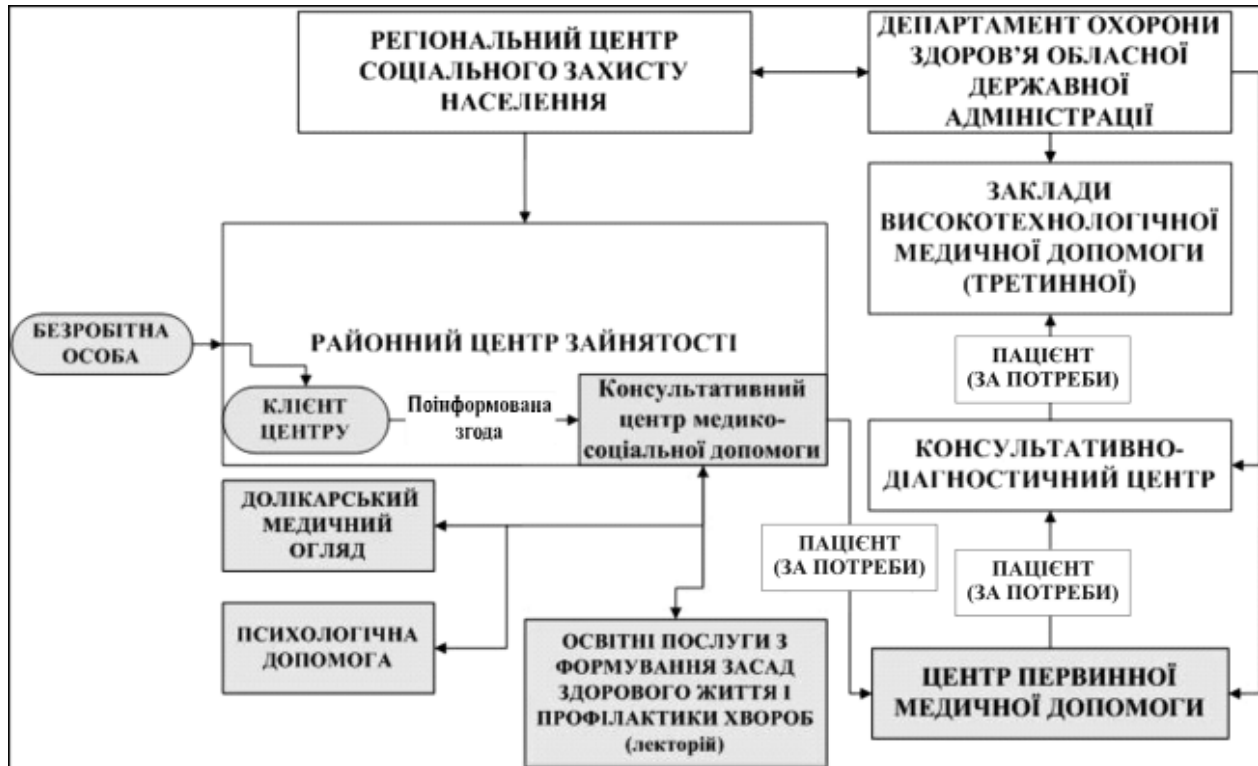 РЕГІОНАЛЬНИЙ ЦЕНТР
СОЦІАЛЬНОГО ЗАХИСТУ
НАСЕЛЕННЯ
ДЕПАРТАМЕНТ ОХОРОНИ
ЗДОРОВ’Я ОБЛАСНОЇ
ДЕРЖАВНОЇ
АДМІНІСТРАЦІЇ
ЗАКЛАДИ
ВИСОКОТЕХНОЛОГІЧНОЇ
МЕДИЧНОЇ ДОПОМОГИ
(ТРЕТИННОЇ)
БЕЗРОБІТНА
ОСОБА
РАЙОННИЙ ЦЕНТР ЗАЙНЯТОСТІ
КЛІЄНТ
ЦЕНТРУ
Поінформована
згода
Консультативний
центр медико-
соціальної допомоги
ПАЦІЄНТ
(ЗА ПОТРЕБИ)
КОНСУЛЬТАТИВНО-
ДІАГНОСТИЧНИЙ ЦЕНТР
ДОЛІКАРСЬКИЙ
МЕДИЧНИЙ
ОГЛЯД
ПАЦІЄНТ
(ЗА ПОТРЕБИ)
ПАЦІЄНТ
(ЗА ПОТРЕБИ)
ПСИХОЛОГІЧНА
ДОПОМОГА
ОСВІТНІ ПОСЛУГИ З
ФОРМУВАННЯ ЗАСАД
ЗДОРОВОГО ЖИТТЯ І
ПРОФІЛАКТИКИ ХВОРОБ
(лекторій)
ЦЕНТР ПЕРВИННОЇ
МЕДИЧНОЇ ДОПОМОГИ